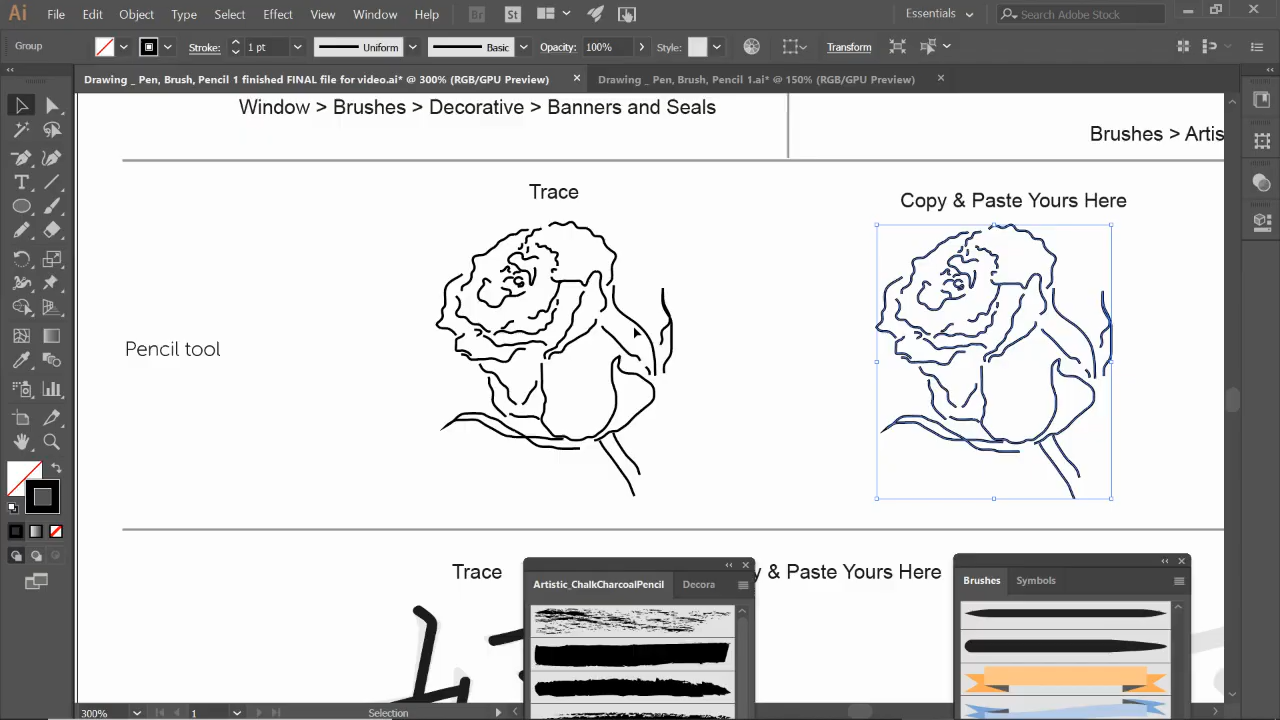 Ai File Edit Object Type Select Effect View Window Help Br St Essentials Search Adobe Stock
Group Stroke: 1 pt Uniform Basic Opacity: 100% Style: Transform
Drawing _ Pen, Brush, Pencil 1 finished FINAL file for video.ai* @ 300% (RGB/GPU Preview) Drawing _ Pen, Brush, Pencil 1.ai* @ 150% (RGB/GPU Preview)
Window > Brushes > Decorative > Banners and Seals
Brushes > Artis
Trace
Copy & Paste Yours Here
Pencil tool
Trace
y & Paste Yours Here
Artistic_ChalkCharcoalPencil Decora
Brushes Symbols
300% 1 Selection